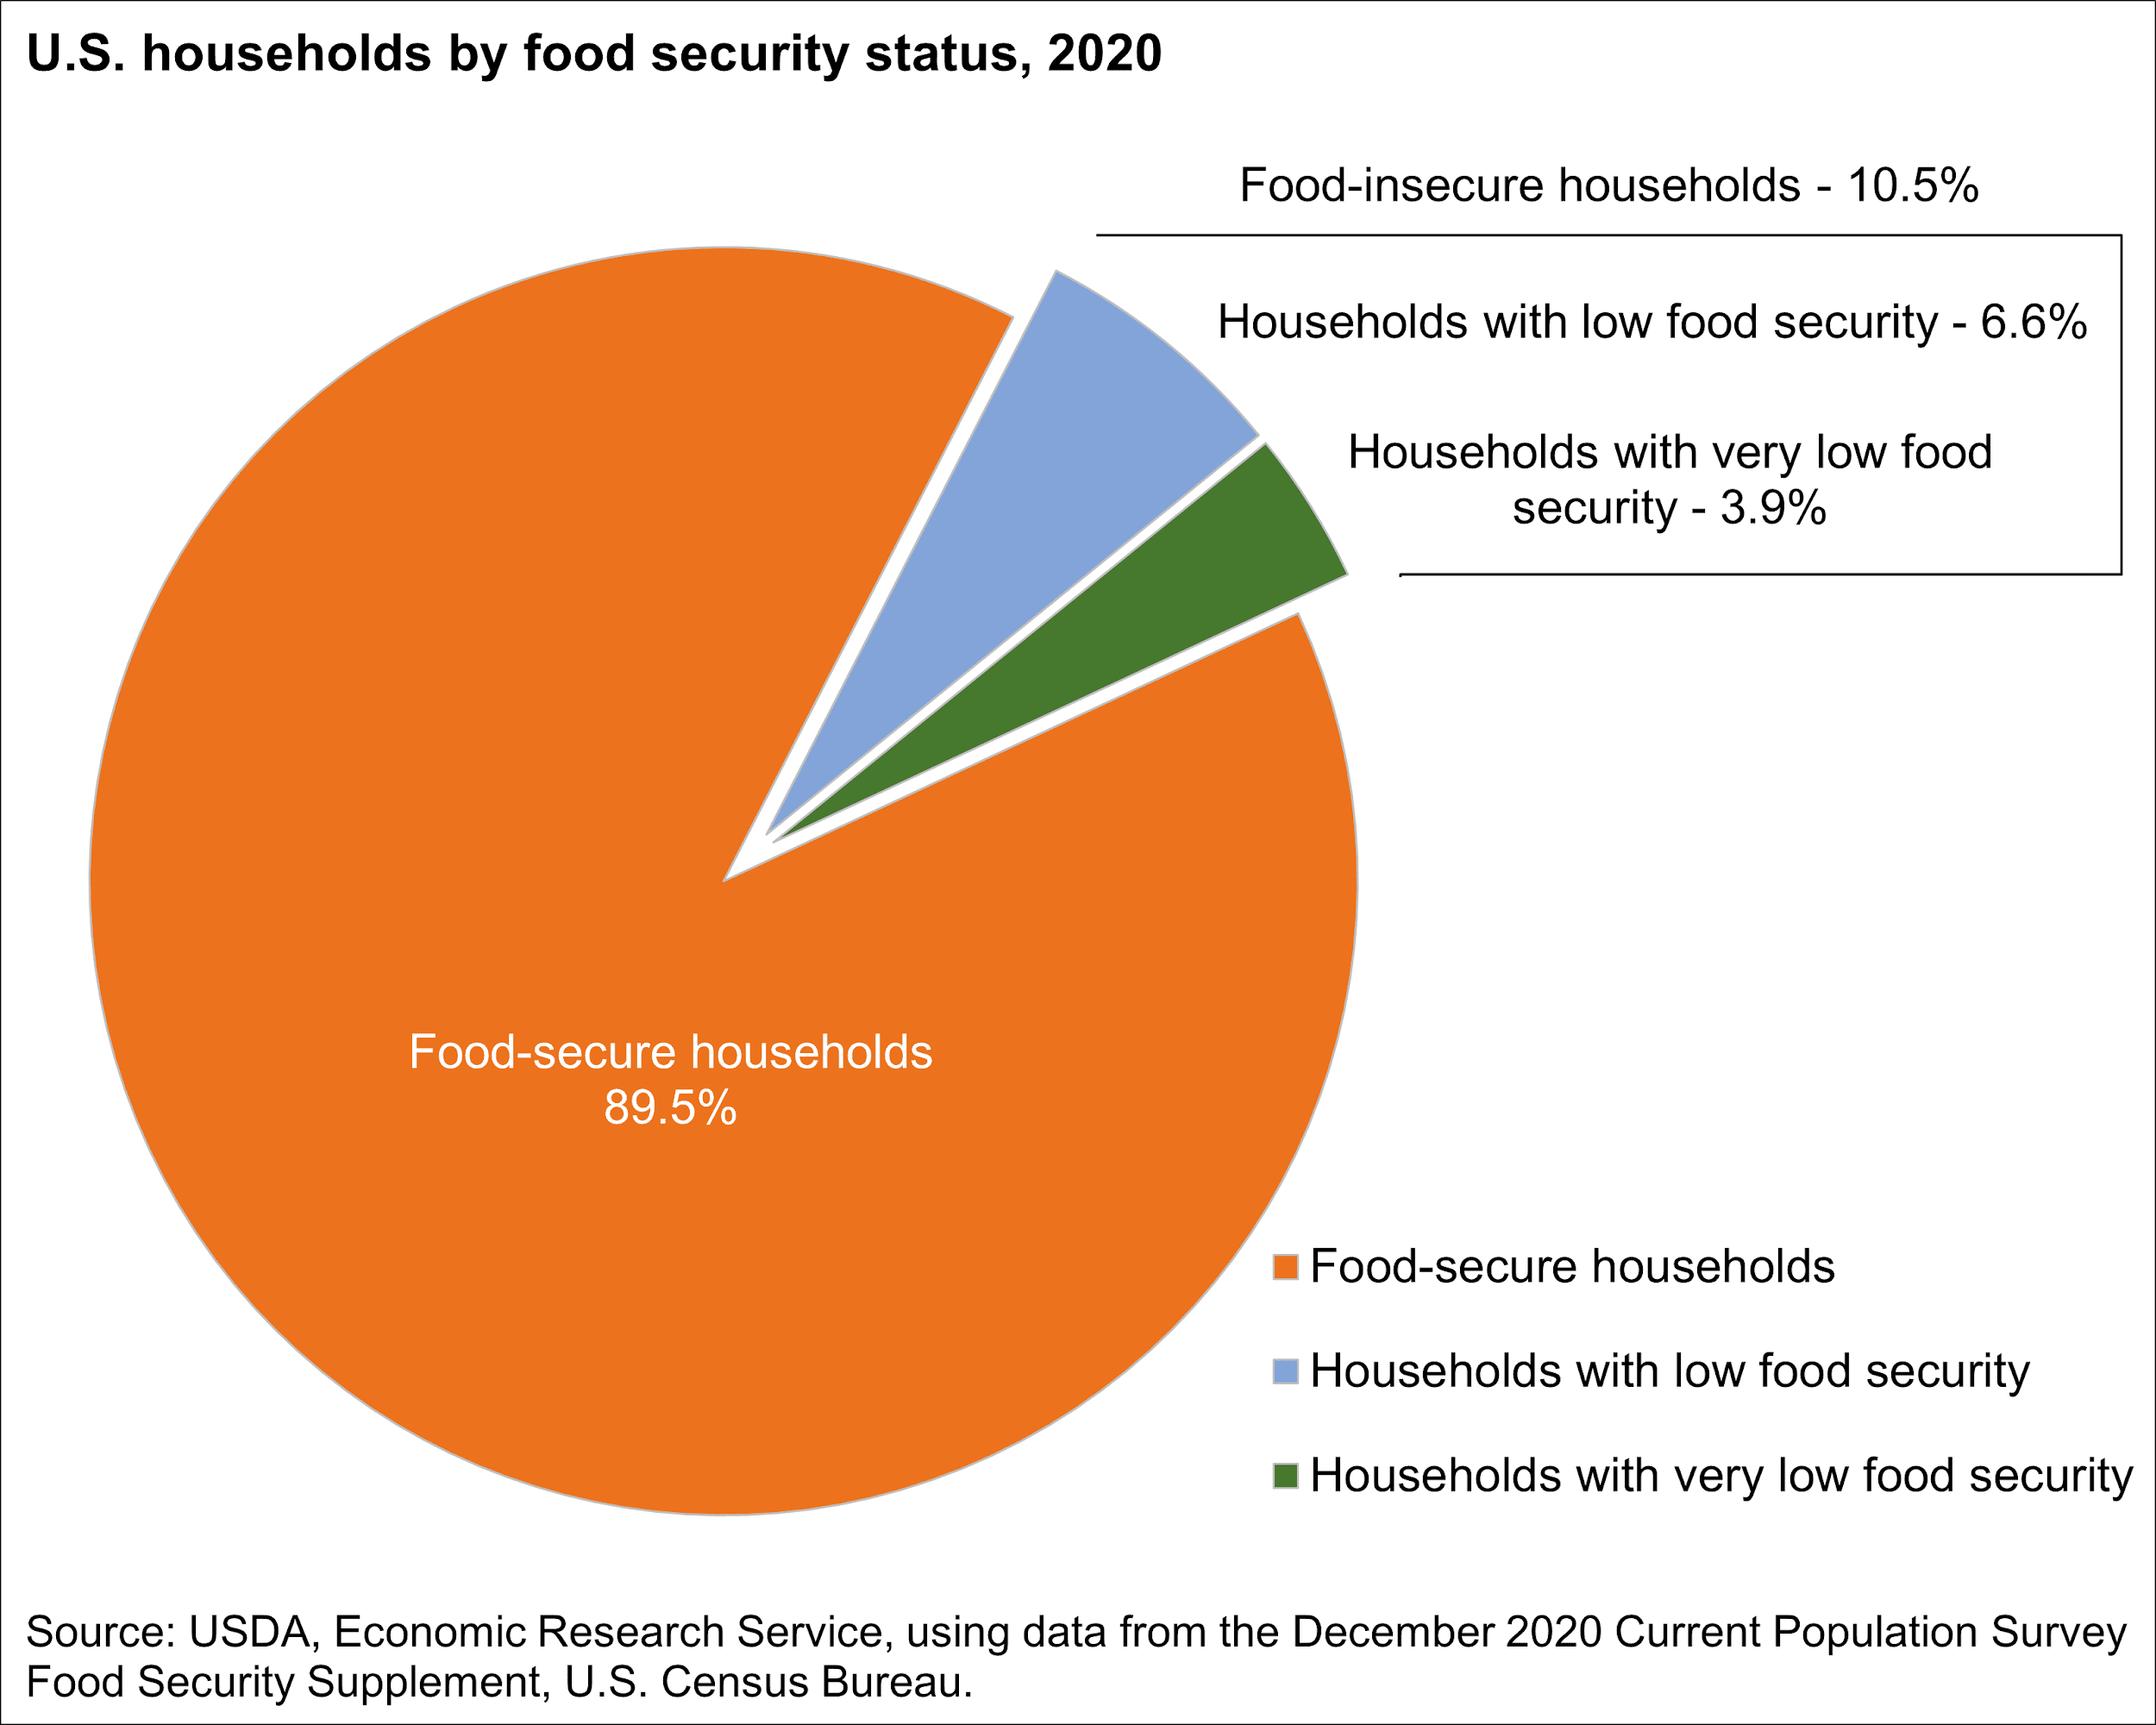 U.S. households by food security status, 2020
Food-insecure households - 10.5%
Households with low food security - 6.6%
Households with very low food
security - 3.9%
Food-secure households
89.5%
Food-secure households
Households with low food security
Households with very low food security
Source: USDA, Economic Research Service, using data from the December 2020 Current Population Survey
Food Security Supplement, U.S. Census Bureau.